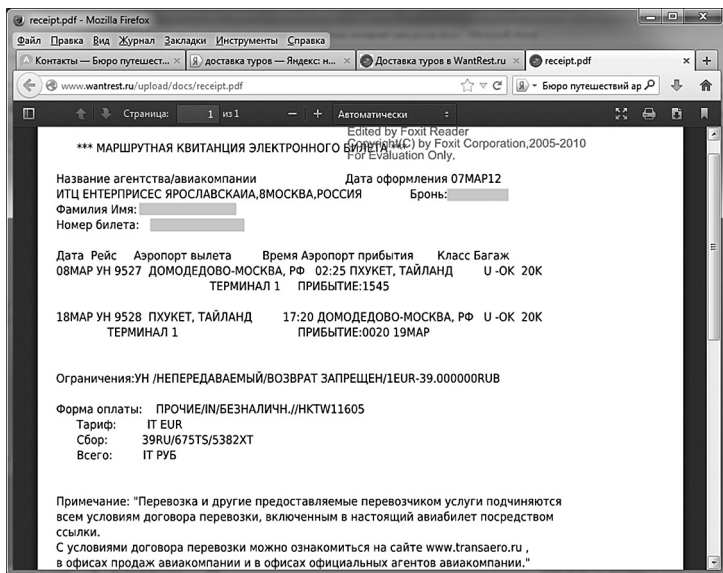 receipt.pdf - Mozilla Firefox
Файл Правка Вид Журнал Закладки Инструменты Справка
Контакты — Бюро путешест... × доставка туров — Яндекс: н... × Доставка туров в WantRest.ru × receipt.pdf × +
www.wantrest.ru/upload/docs/receipt.pdf Бюро путешествий ар
Страница: 1 из 1 — + Автоматически
Edited by Foxit Reader
Copyright(C) by Foxit Corporation,2005-2010
For Evaluation Only.
*** МАРШРУТНАЯ КВИТАНЦИЯ ЭЛЕКТРОННОГО БИЛЕТА ***
Название агентства/авиакомпании Дата оформления 07МАР12
ИТЦ ЕНТЕРПРИСЕС ЯРОСЛАВСКАИА,8МОСКВА,РОССИЯ Бронь:
Фамилия Имя:
Номер билета:
Дата Рейс Аэропорт вылета Время Аэропорт прибытия Класс Багаж
08МАР УН 9527 ДОМОДЕДОВО-МОСКВА, РФ 02:25 ПХУКЕТ, ТАЙЛАНД U -OK 20K
ТЕРМИНАЛ 1 ПРИБЫТИЕ:1545
18МАР УН 9528 ПХУКЕТ, ТАЙЛАНД 17:20 ДОМОДЕДОВО-МОСКВА, РФ U -OK 20K
ТЕРМИНАЛ 1 ПРИБЫТИЕ:0020 19МАР
Ограничения:УН /НЕПЕРЕДАВАЕМЫЙ/ВОЗВРАТ ЗАПРЕЩЕН/1EUR-39.000000RUB
Форма оплаты: ПРОЧИЕ/IN/БЕЗНАЛИЧН.//HKTW11605
Тариф: IT EUR
Сбор: 39RU/675TS/5382XT
Всего: IT РУБ
Примечание: "Перевозка и другие предоставляемые перевозчиком услуги подчиняются
всем условиям договора перевозки, включенным в настоящий авиабилет посредством
ссылки.
С условиями договора перевозки можно ознакомиться на сайте www.transaero.ru ,
в офисах продаж авиакомпании и в офисах официальных агентов авиакомпании."